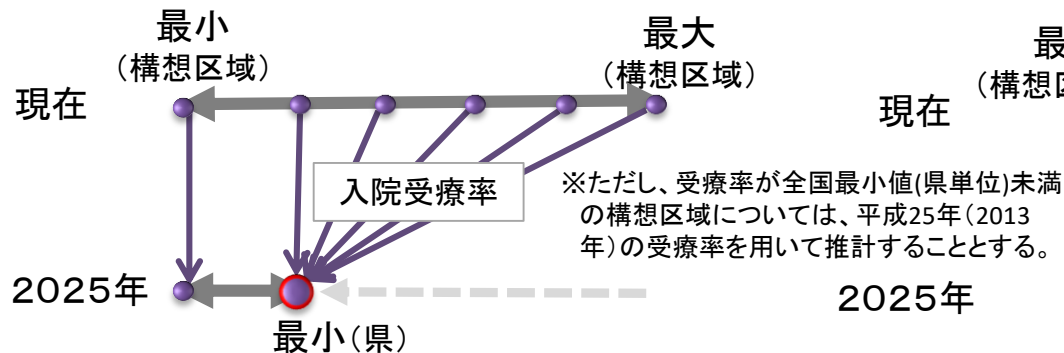 最小
（構想区域）
最大
（構想区域）
現在
入院受療率
※ただし、受療率が全国最小値(県単位)未満
の構想区域については、平成25年（2013
年）の受療率を用いて推計することとする。
２０２５年
最小（県）
最
（構想
現在
２０２５年